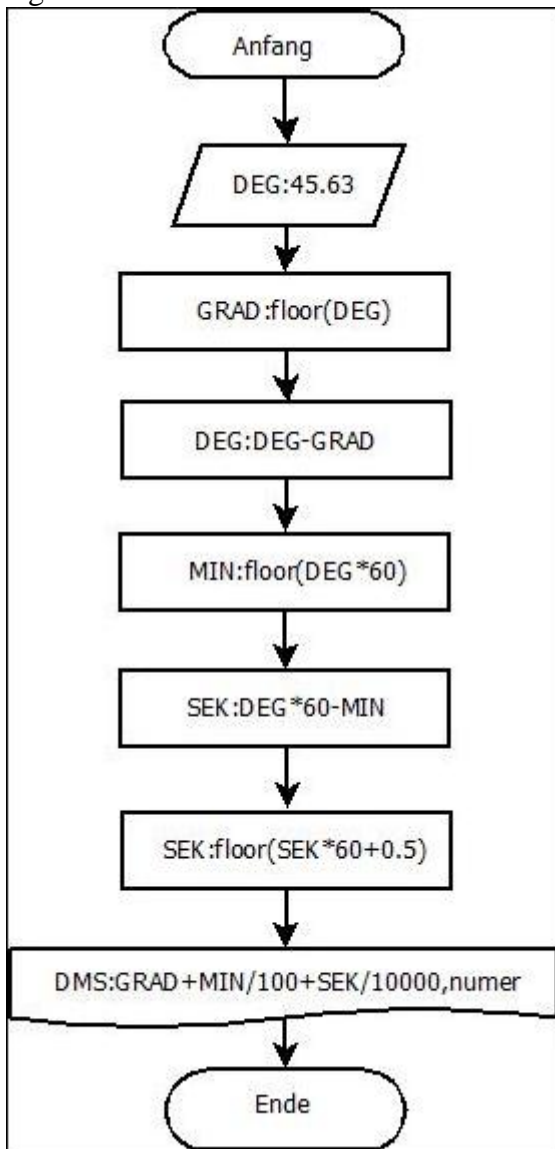 Anfang
DEG:45.63
GRAD:floor(DEG)
DEG:DEG-GRAD
MIN:floor(DEG*60)
SEK:DEG*60-MIN
SEK:floor(SEK*60+0.5)
DMS:GRAD+MIN/100+SEK/10000,numer
Ende